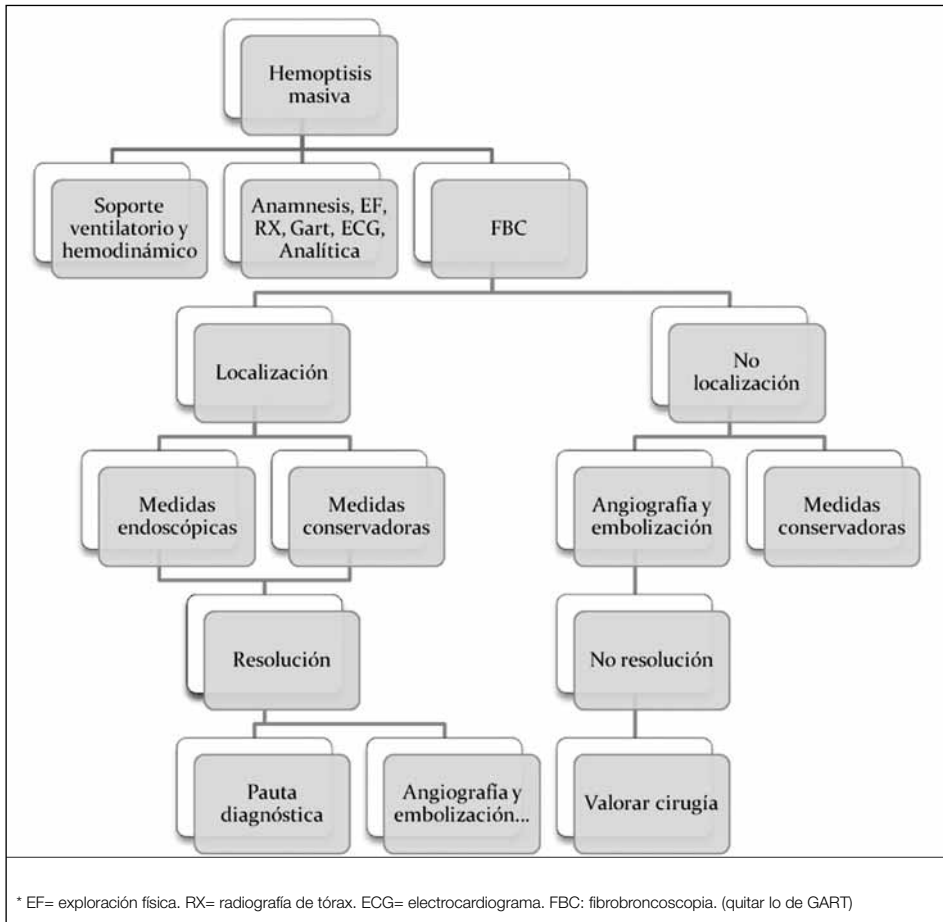 Hemoptisis
masiva
Soporte
ventilatorio y
hemodinámico
Anamnesis, EF,
RX, Gart, ECG,
Analítica
FBC
Localización
No
localización
Medidas
endoscópicas
Medidas
conservadoras
Angiografía y
embolización
Medidas
conservadoras
Resolución
No resolución
Pauta
diagnóstica
Angiografía y
embolización...
Valorar cirugía
* EF= exploración física. RX= radiografía de tórax. ECG= electrocardiograma. FBC: fibrobroncoscopia. (quitar lo de GART)